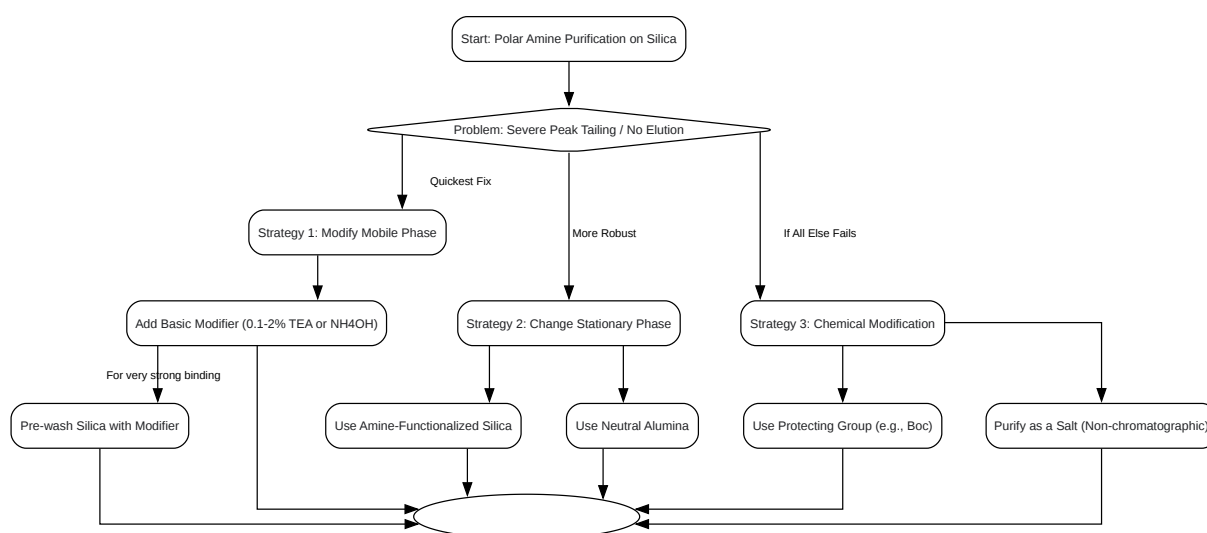 Start: Polar Amine Purification on Silica
Problem: Severe Peak Tailing / No Elution
Quickest Fix
Strategy 1: Modify Mobile Phase
More Robust
If All Else Fails
Add Basic Modifier (0.1-2% TEA or NH4OH)
Strategy 2: Change Stationary Phase
Strategy 3: Chemical Modification
For very strong binding
Pre-wash Silica with Modifier
Use Amine-Functionalized Silica
Use Neutral Alumina
Use Protecting Group (e.g., Boc)
Purify as a Salt (Non-chromatographic)